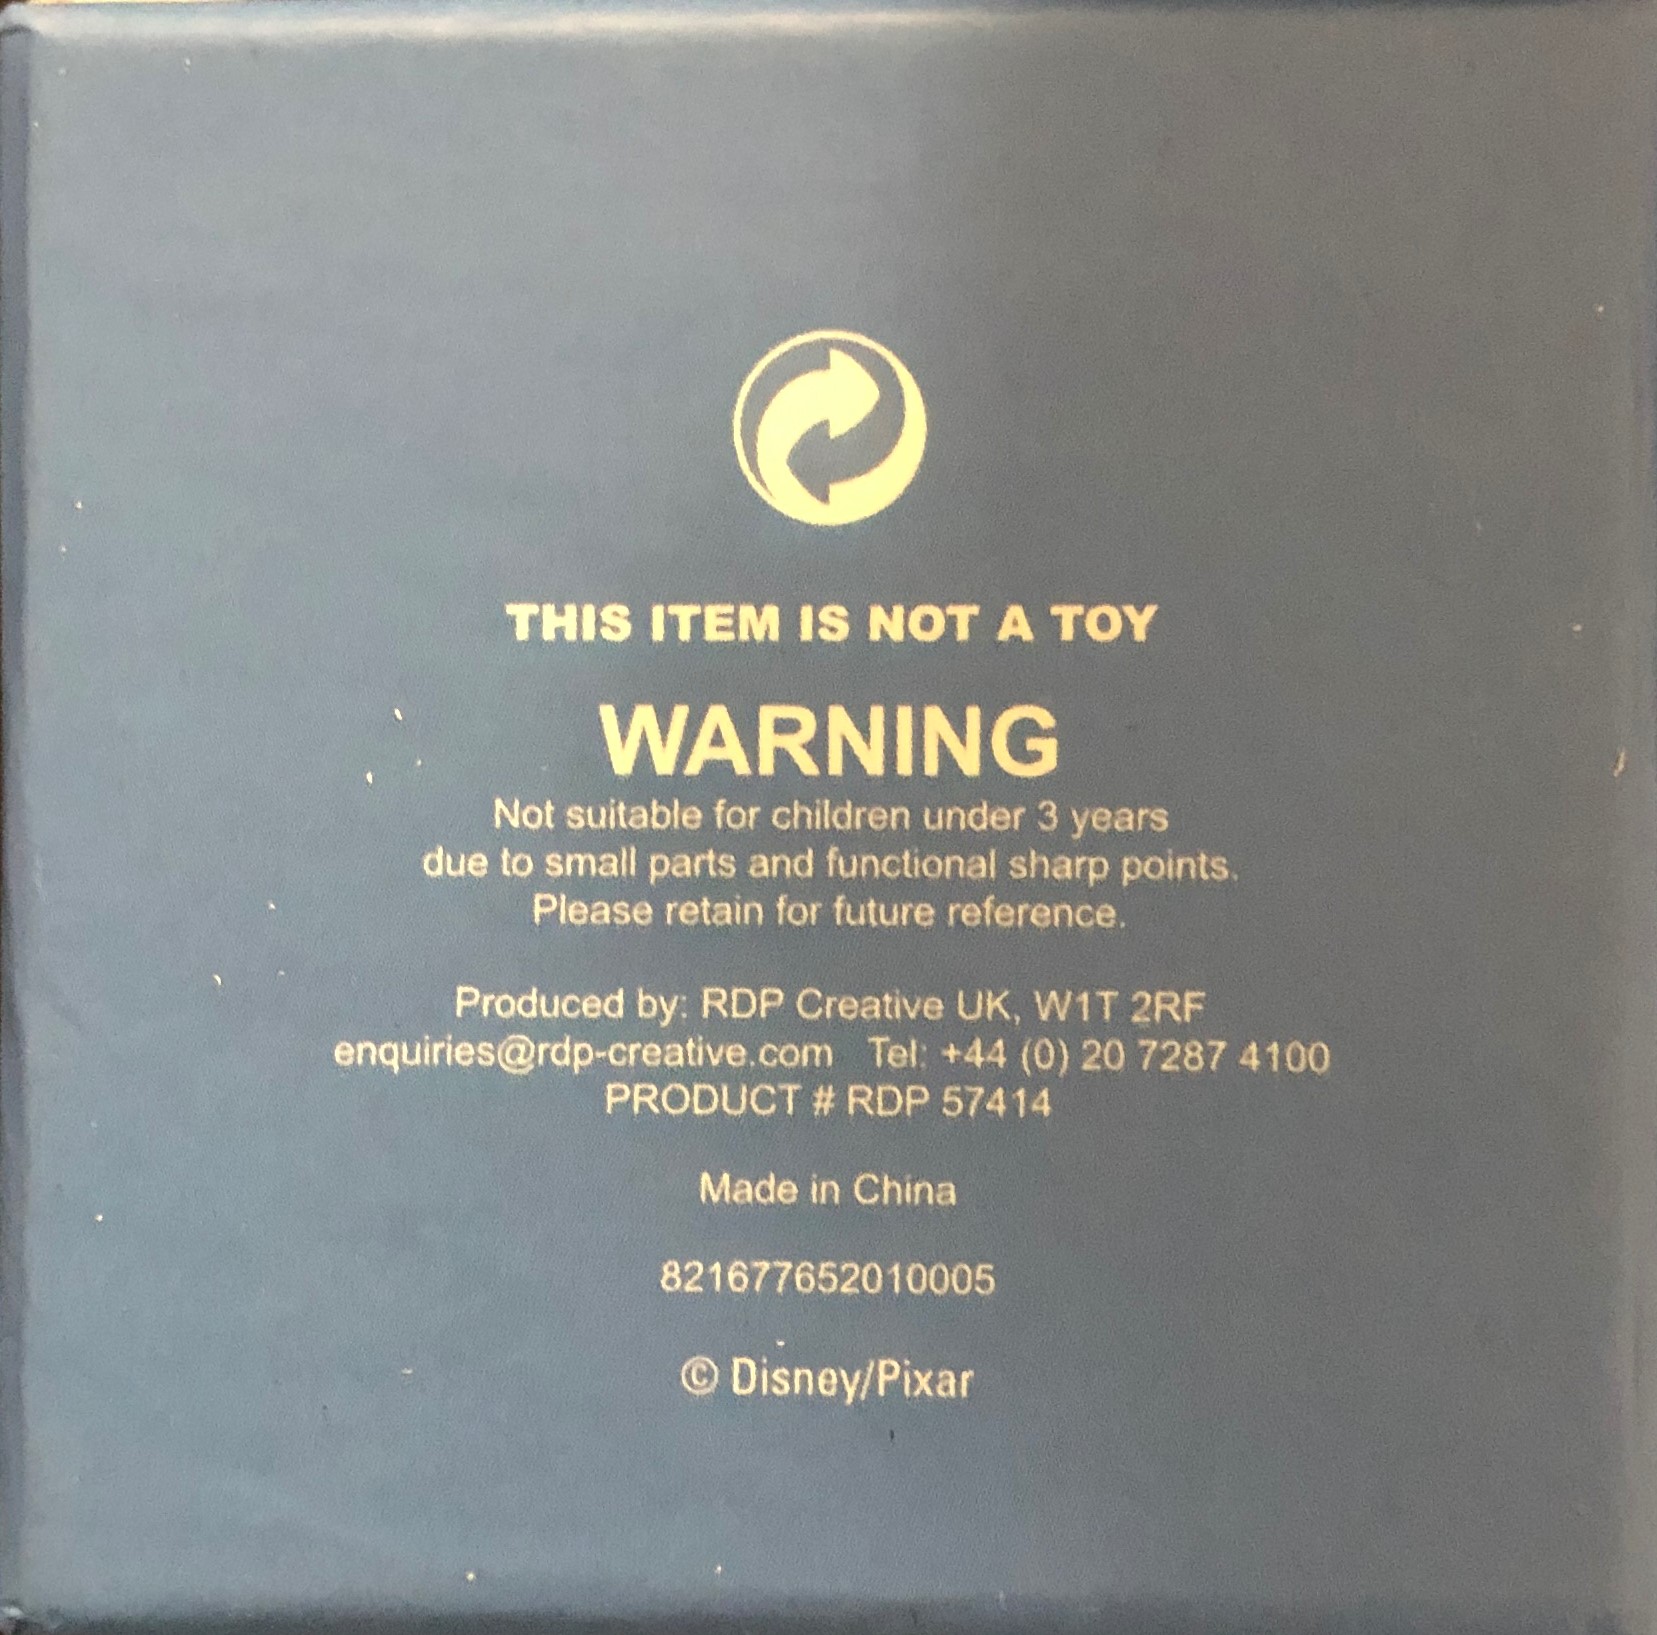 THIS ITEM IS NOT A TOY
WARNING
Not suitable for children under 3 years
due to small parts and functional sharp points.
Please retain for future reference.
Produced by: RDP Creative UK, W1T 2RF
enquiries@rdp-creative.com Tel: +44 (0) 20 7287 4100
PRODUCT # RDP 57414
Made in China
821677652010005
© Disney/Pixar